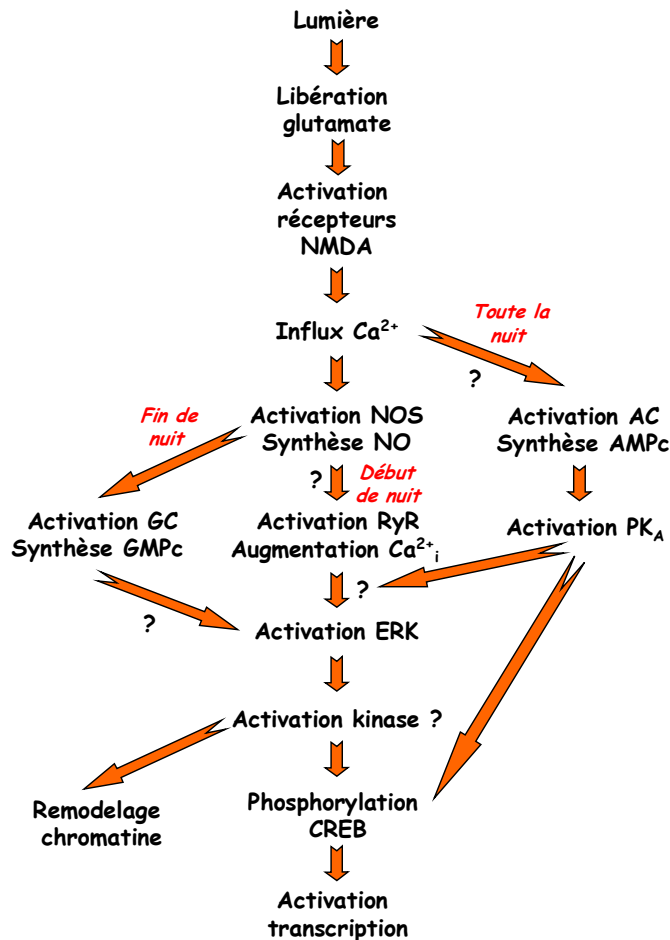 Lumière
Libération
glutamate
Activation
récepteurs
NMDA
Influx Ca²⁺
Toute la
nuit
?
Fin de
nuit
Activation NOS
Synthèse NO
Activation AC
Synthèse AMPc
?
Début
de nuit
Activation GC
Synthèse GMPc
Activation RyR
Augmentation Ca²⁺ᵢ
Activation PKA
?
?
Activation ERK
Activation kinase ?
Remodelage
chromatine
Phosphorylation
CREB
Activation
transcription